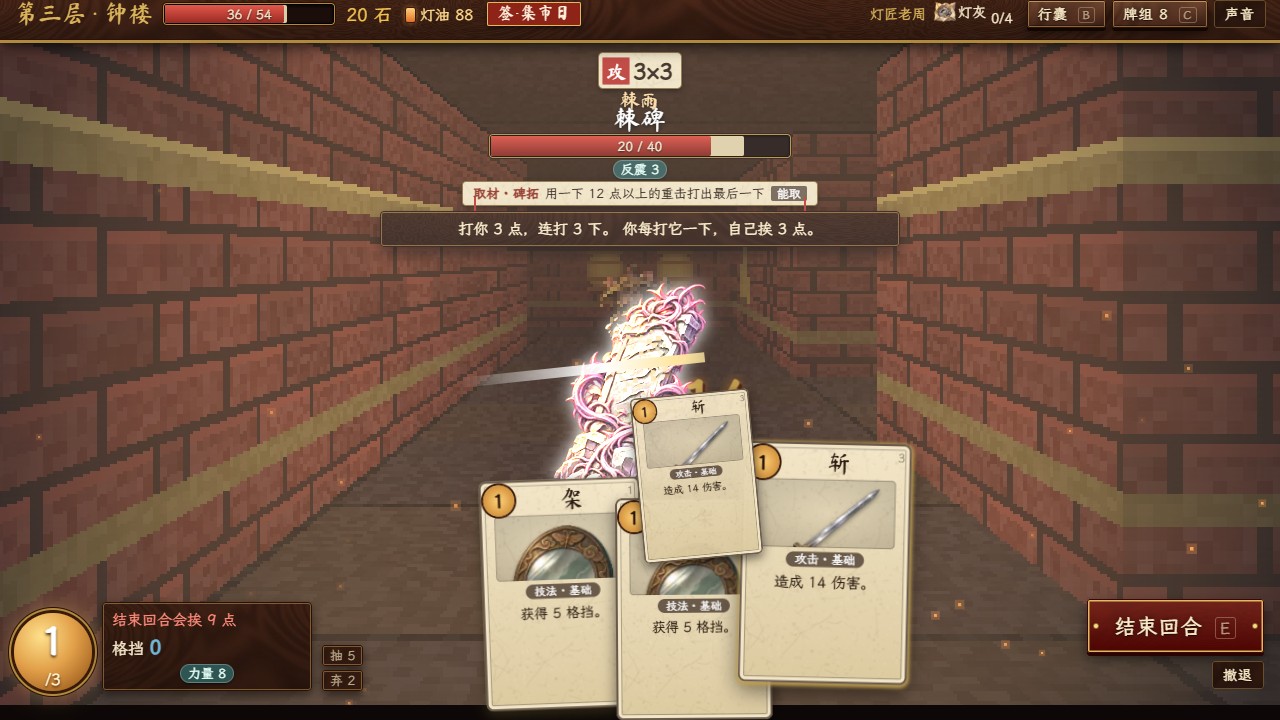 第三层·钟楼
36 / 54
20 石
灯油 88
签·集市日
灯匠老周
灯灰 0/4
行囊 B
牌组 8 C
声音
攻 3×3
棘雨
棘碑
20 / 40
反震 3
取材·碑拓 用一下 12 点以上的重击打出最后一下 能取
打你 3 点，连打 3 下。 你每打它一下，自己挨 3 点。
1 斩 3
攻击·基础
造成 14 伤害。
1 架
技法·基础
获得 5 格挡。
1
技法·基础
获得 5 格挡。
1 斩 3
攻击·基础
造成 14 伤害。
1
/3
结束回合会挨 9 点
格挡 0
力量 8
抽 5
弃 2
结束回合 E
撤退